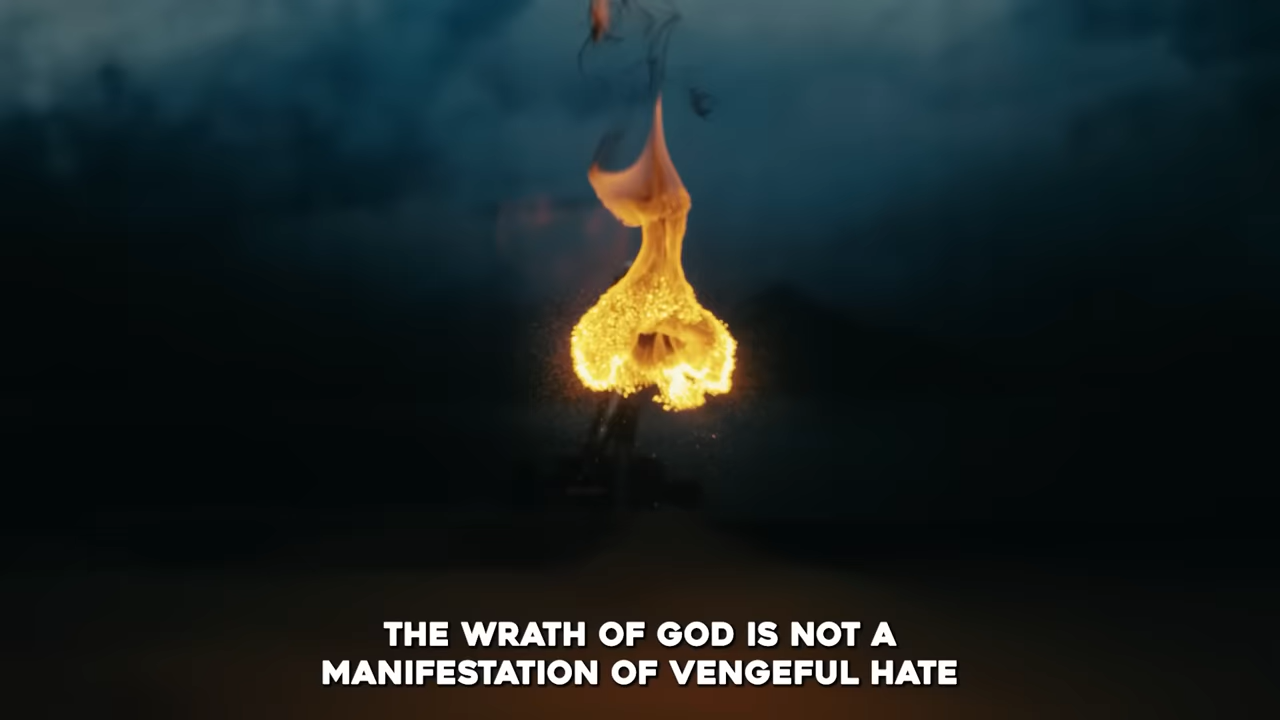 THE WRATH OF GOD IS NOT A
MANIFESTATION OF VENGEFUL HATE